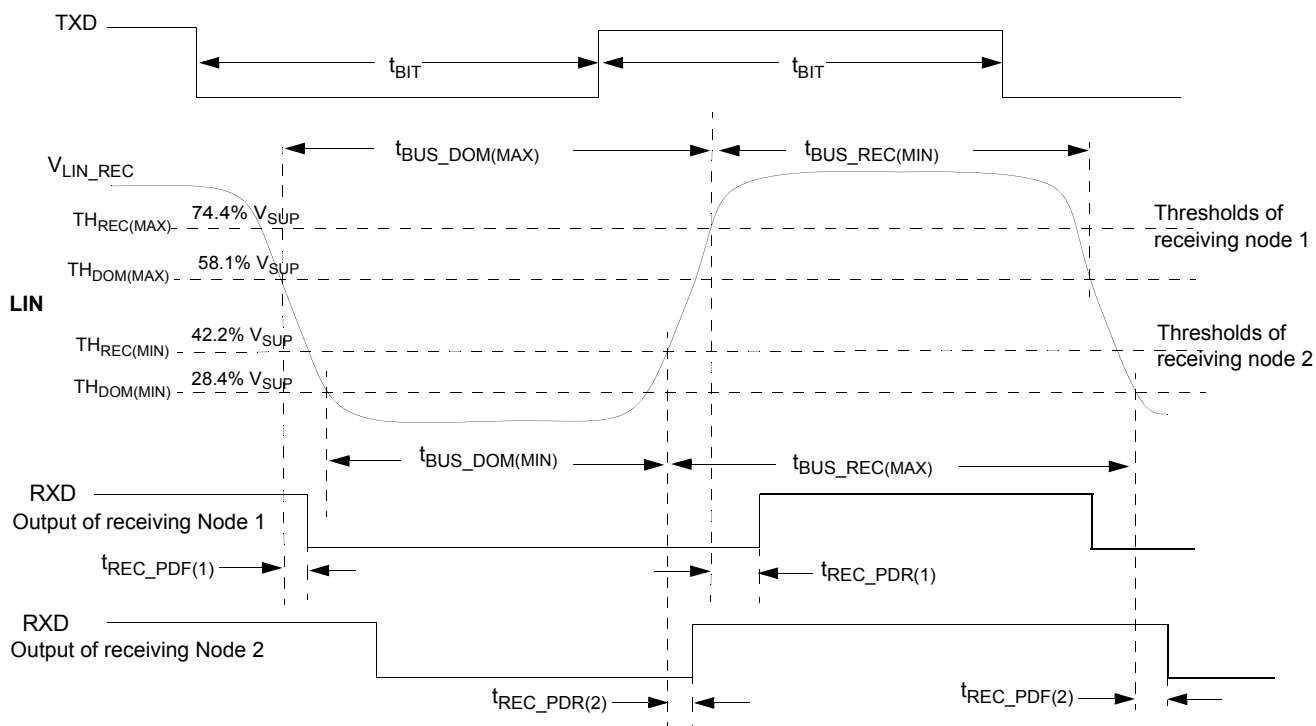 TXD
tBIT
tBIT
tBUS_DOM(MAX)
tBUS_REC(MIN)
VLIN_REC
THREC(MAX) 74.4% VSUP
Thresholds of
receiving node 1
THDOM(MAX) 58.1% VSUP
LIN
THREC(MIN) 42.2% VSUP
Thresholds of
receiving node 2
THDOM(MIN) 28.4% VSUP
tBUS_DOM(MIN)
tBUS_REC(MAX)
RXD
Output of receiving Node 1
tREC_PDF(1)
tREC_PDR(1)
RXD
Output of receiving Node 2
tREC_PDR(2)
tREC_PDF(2)